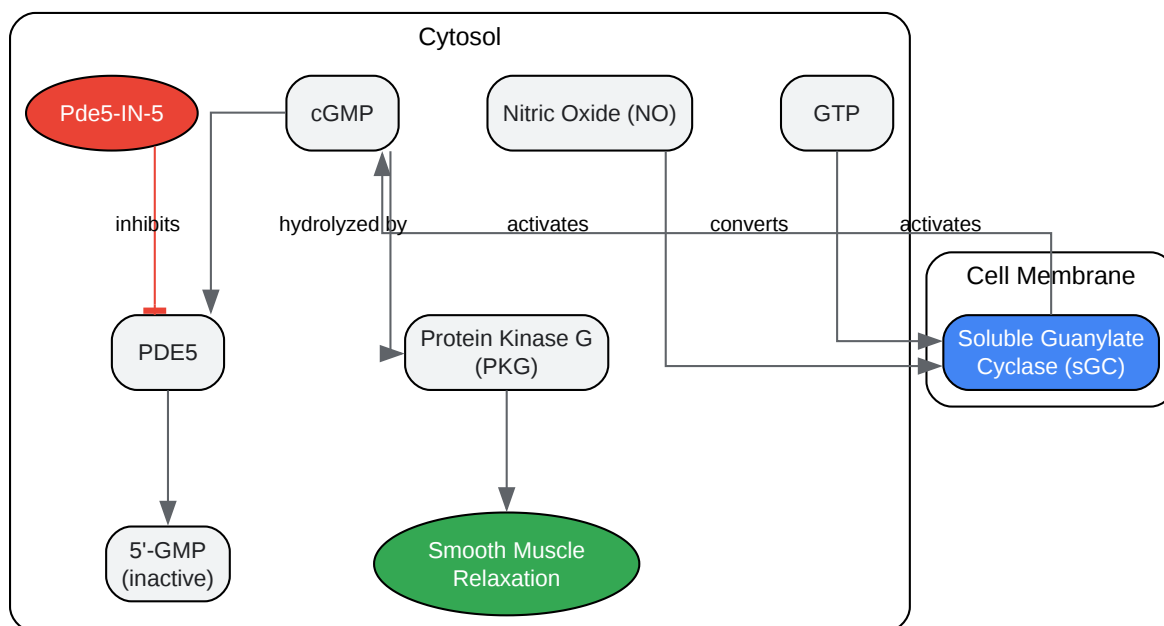 Cytosol
Pde5-IN-5
cGMP
Nitric Oxide (NO)
GTP
inhibits
hydrolyzed by
activates
converts
activates
Cell Membrane
PDE5
Protein Kinase G
(PKG)
Soluble Guanylate
Cyclase (sGC)
5'-GMP
(inactive)
Smooth Muscle
Relaxation